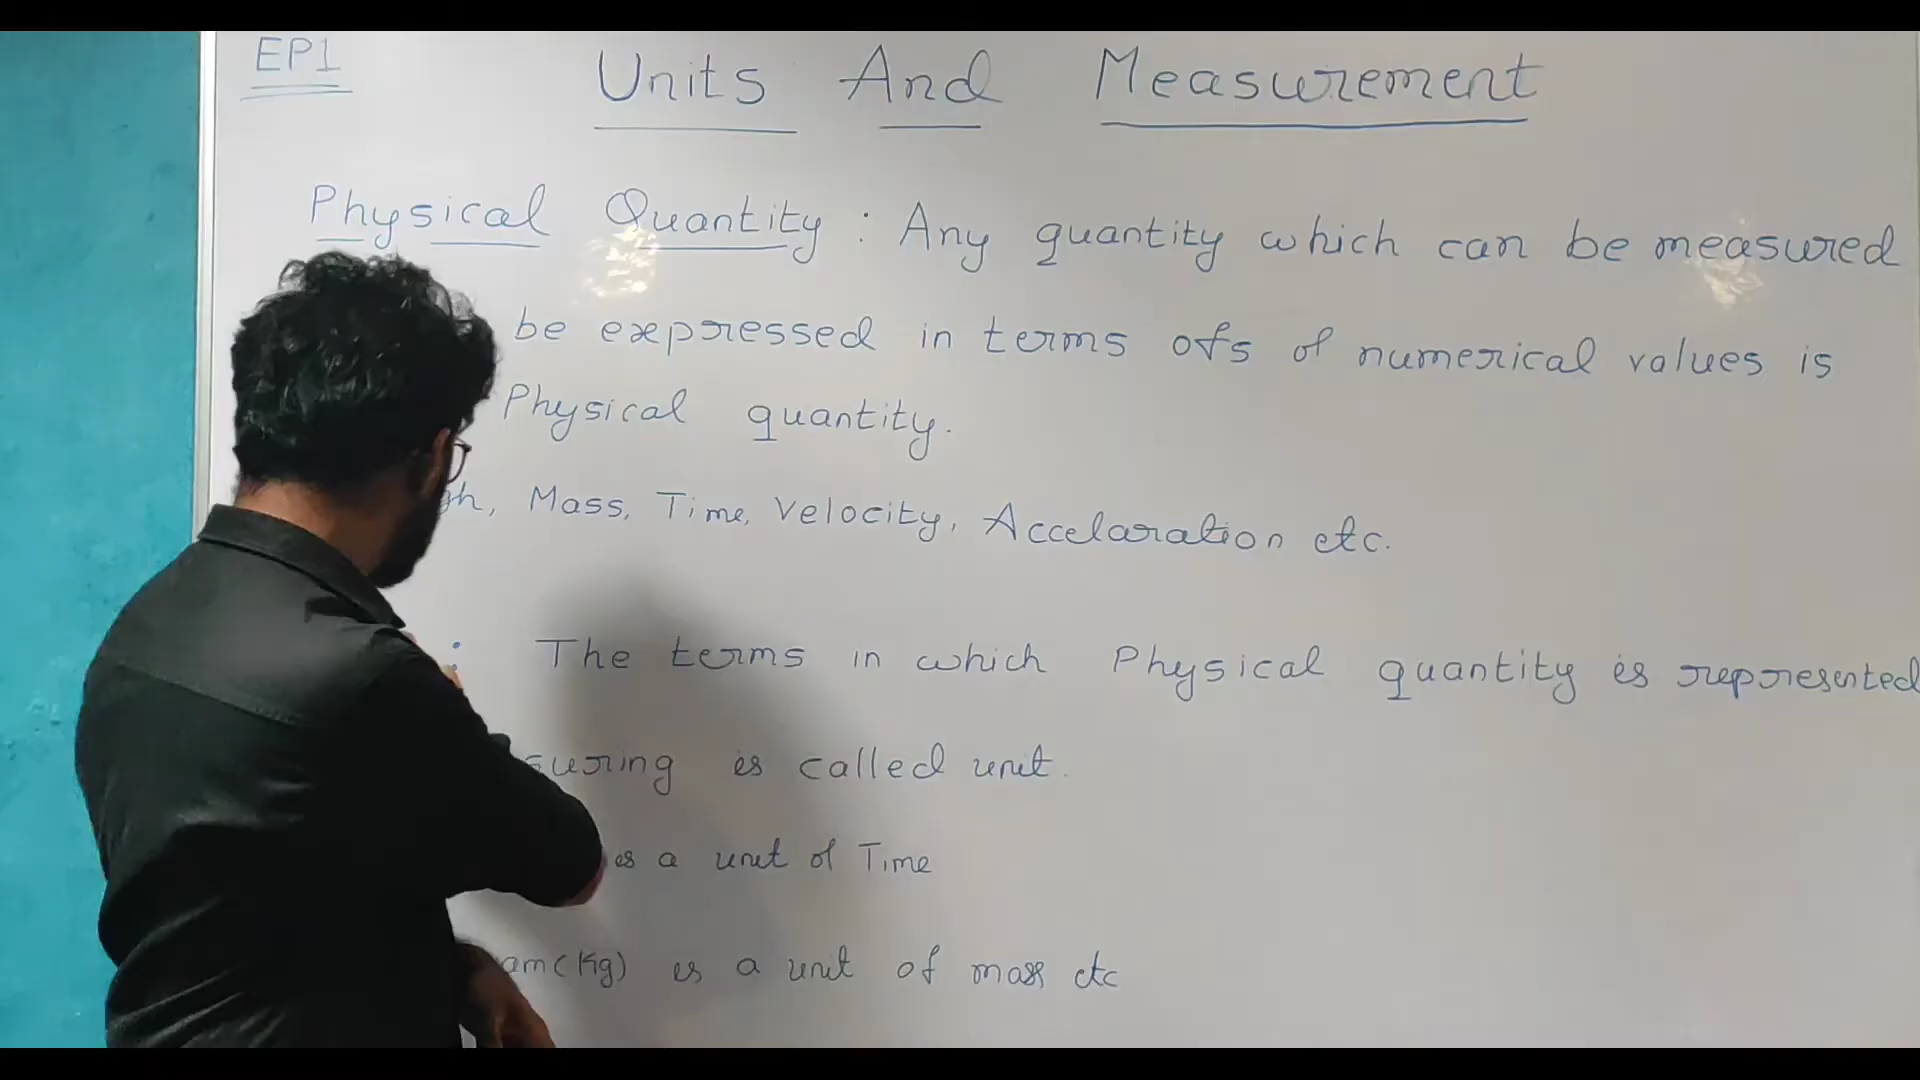 EP1
Units And Measurement
Physical Quantity : Any quantity which can be measured
be expressed in terms ofs of numerical values is
Physical quantity.
gh, Mass, Time, Velocity, Accelaration etc.
: The terms in which Physical quantity is represented
suring is called unit.
is a unit of Time
am(Kg) is a unit of mass etc